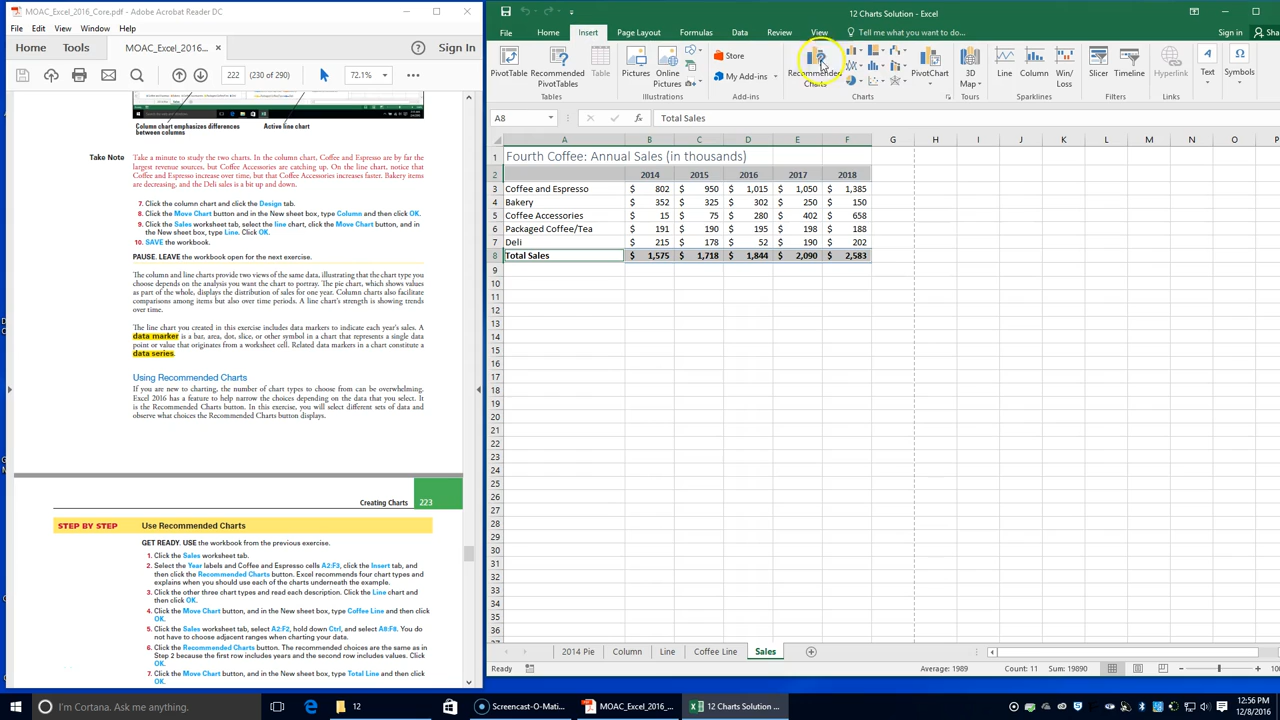 MOAC_Excel_2016_Core.pdf - Adobe Acrobat Reader DC
File Edit View Window Help
Home Tools MOAC_Excel_2016... × Sign In
222 (230 of 290) 72.1%
Column chart emphasizes differences
between columns
Active line chart
Take Note Take a minute to study the two charts. In the column chart, Coffee and Espresso are by far the
largest revenue sources, but Coffee Accessories are catching up. On the line chart, notice that
Coffee and Espresso increase over time, but that Coffee Accessories increases faster. Bakery items
are decreasing, and the Deli sales is a bit up and down.
7. Click the column chart and click the Design tab.
8. Click the Move Chart button and in the New sheet box, type Column and then click OK.
9. Click the Sales worksheet tab, select the line chart, click the Move Chart button, and in
the New sheet box, type Line. Click OK.
10. SAVE the workbook.
PAUSE. LEAVE the workbook open for the next exercise.
The column and line charts provide two views of the same data, illustrating that the chart type you
choose depends on the analysis you want the chart to portray. The pie chart, which shows values
as part of the whole, displays the distribution of sales for one year. Column charts also facilitate
comparisons among items but also over time periods. A line chart's strength is showing trends
over time.
The line chart you created in this exercise includes data markers to indicate each year's sales. A
data marker is a bar, area, dot, slice, or other symbol in a chart that represents a single data
point or value that originates from a worksheet cell. Related data markers in a chart constitute a
data series.
Using Recommended Charts
If you are new to charting, the number of chart types to choose from can be overwhelming.
Excel 2016 has a feature to help narrow the choices depending on the data that you select. It
is the Recommended Charts button. In this exercise, you will select different sets of data and
observe what choices the Recommended Charts button displays.
Creating Charts 223
STEP BY STEP Use Recommended Charts
GET READY. USE the workbook from the previous exercise.
1. Click the Sales worksheet tab.
2. Select the Year labels and Coffee and Espresso cells A2:F3, click the Insert tab, and
then click the Recommended Charts button. Excel recommends four chart types and
explains when you should use each of the charts underneath the example.
3. Click the other three chart types and read each description. Click the Line chart and
then click OK.
4. Click the Move Chart button, and in the New sheet box, type Coffee Line and then click
OK.
5. Click the Sales worksheet tab, select A2:F2, hold down Ctrl, and select A8:F8. You do
not have to choose adjacent ranges when charting your data.
6. Click the Recommended Charts button. The recommended choices are the same as in
Step 2 because the first row includes years and the second row includes values. Click
OK.
7. Click the Move Chart button, and in the New sheet box, type Total Line and then click
OK.
12 Charts Solution - Excel
File Home Insert Page Layout Formulas Data Review View Tell me what you want to do...
PivotTable Recommended PivotTables Table Pictures Online Pictures Store My Add-ins Recommended Charts PivotChart 3D Map Line Column Win/Loss Slicer Timeline Hyperlink Text Symbols
Tables Illustrations Add-ins Charts Tours Sparklines Filters Links
A8 Total Sales
A B C D E F G H I J K L M N O
1 Fourth Coffee: Annual Sales (in thousands)
2 2014 2015 2016 2017 2018
3 Coffee and Espresso $ 802 $ 950 $ 1,015 $ 1,050 $ 1,385
4 Bakery $ 352 $ 325 $ 302 $ 250 $ 150
5 Coffee Accessories $ 15 $ 75 $ 280 $ 402 $ 658
6 Packaged Coffee/Tea $ 191 $ 190 $ 195 $ 198 $ 188
7 Deli $ 215 $ 178 $ 52 $ 190 $ 202
8 Total Sales $ 1,575 $ 1,718 $ 1,844 $ 2,090 $ 2,583
9
10
11
12
13
14
15
16
17
18
19
20
21
22
23
24
25
26
27
28
29
30
31
32
33
34
35
36
37
... 2014 Pie Column Line Coffee Line Sales
Ready Average: 1989 Count: 11 Sum: 19890
I'm Cortana. Ask me anything. 12 Screencast-O-Mati... MOAC_Excel_2016_... 12 Charts Solution - ... 12:56 PM
12/8/2016